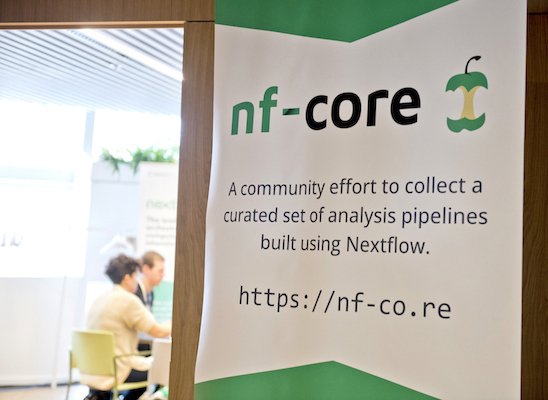 nf-core
A community effort to collect a
curated set of analysis pipelines
built using Nextflow.
https://nf-co.re